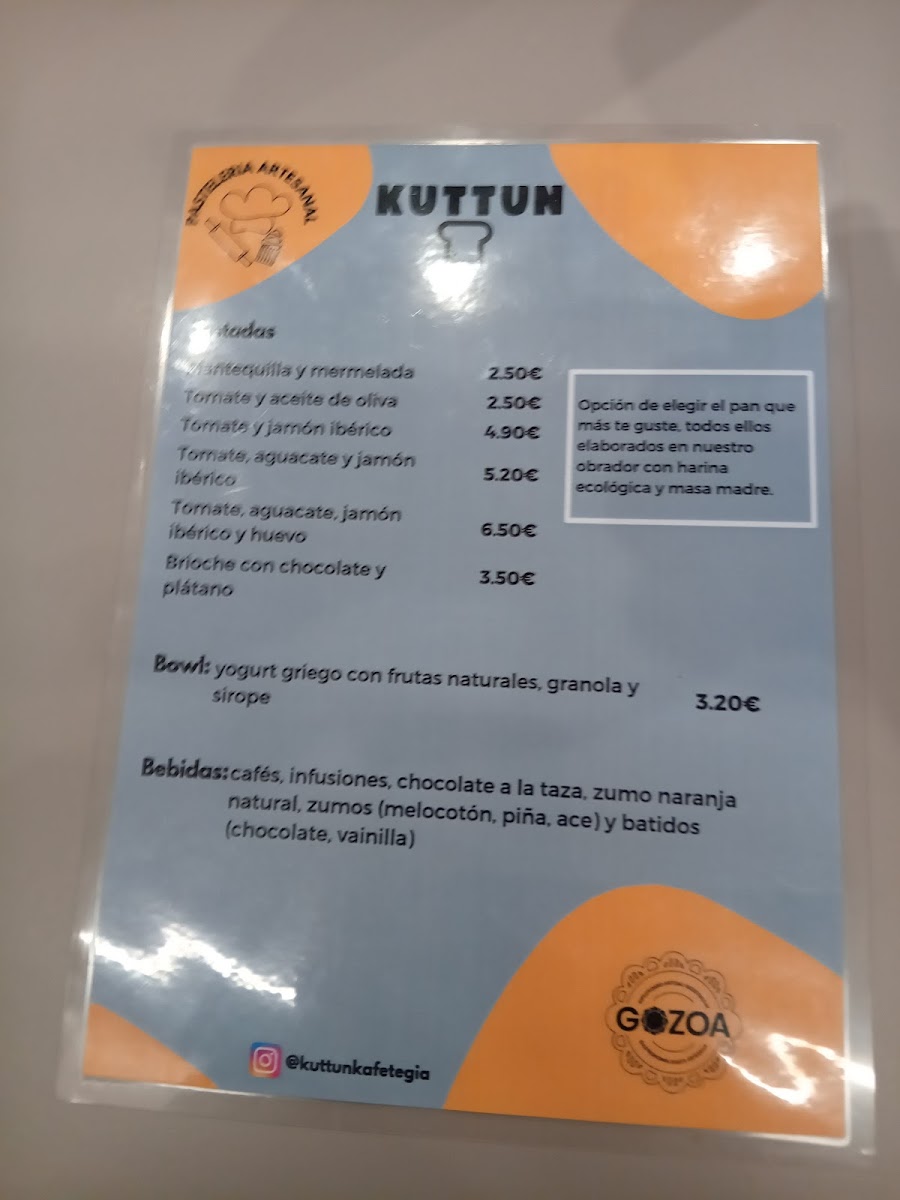 PASTELERIA ARTESANAL
KUTTUN
Mantequilla y mermelada 2.50€
Tomate y aceite de oliva 2.50€
Tomate y jamón ibérico 4.90€
Tomate, aguacate y jamón
ibérico 5.20€
Tomate, aguacate, jamón
ibérico y huevo 6.50€
Brioche con chocolate y
plátano 3.50€
Opción de elegir el pan que
más te guste, todos ellos
elaborados en nuestro
obrador con harina
ecológica y masa madre.
Bowl: yogurt griego con frutas naturales, granola y
sirope 3.20€
Bebidas: cafés, infusiones, chocolate a la taza, zumo naranja
natural, zumos (melocotón, piña, ace) y batidos
(chocolate, vainilla)
GOZOA
@kuttunkafetegia